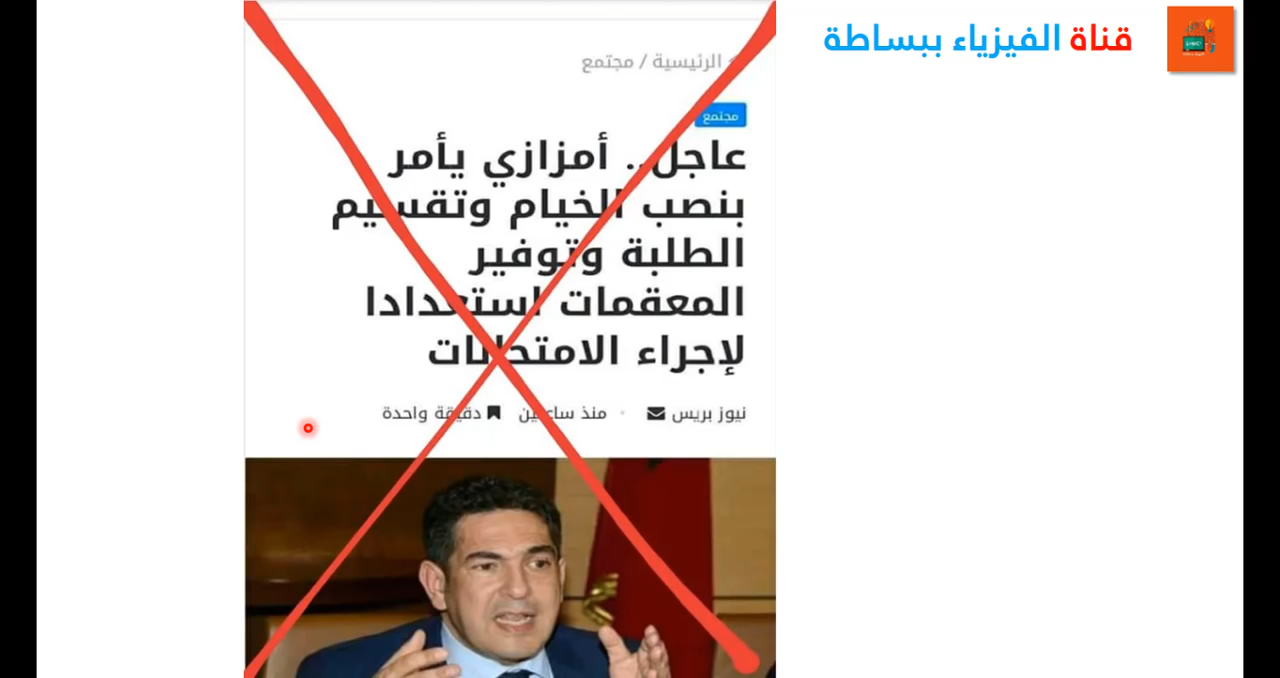 قناة الفيزياء ببساطة
الرئيسية / مجتمع
مجتمع
عاجل.. أمزازي يأمر
بنصب الخيام وتقسيم
الطلبة وتوفير
المعقمات استعدادا
لإجراء الامتحانات
نيوز بريس منذ ساعتين دقيقة واحدة